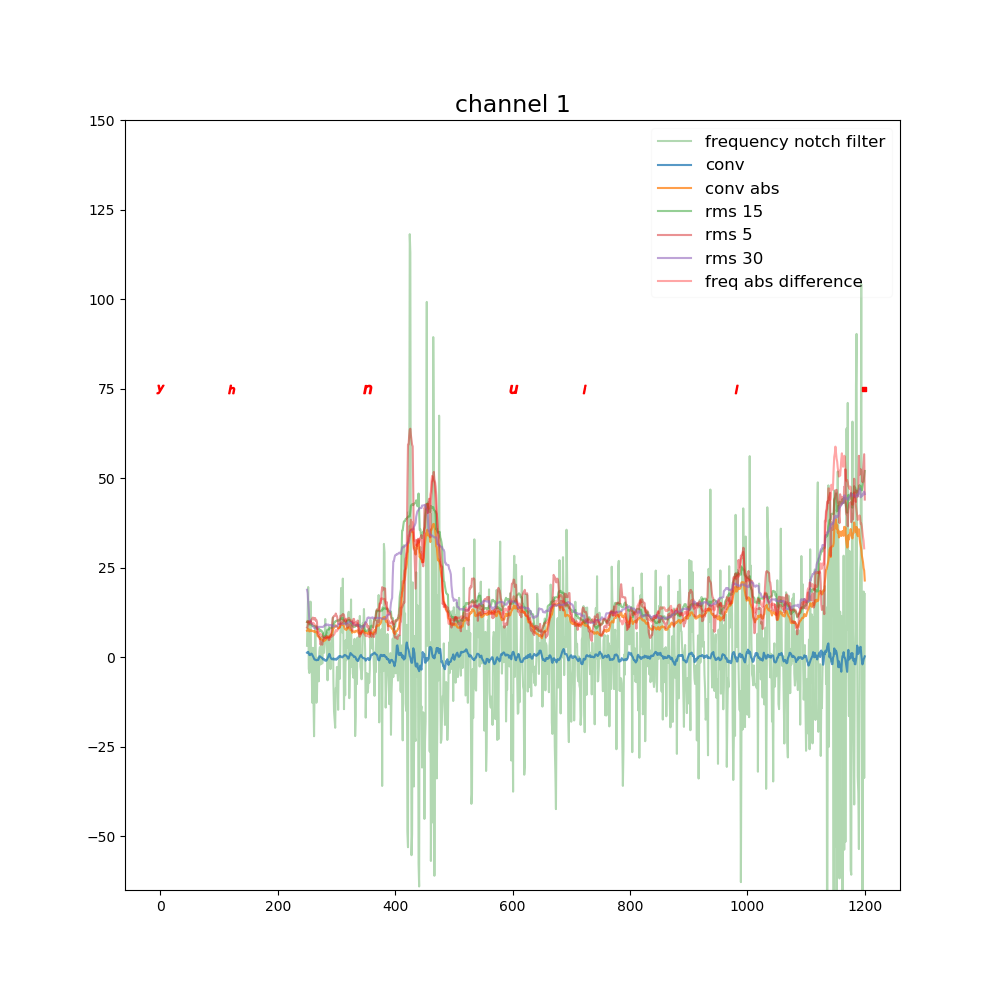 channel 1
150
125
100
75
50
25
0
−25
−50
frequency notch filter
conv
conv abs
rms 15
rms 5
rms 30
freq abs difference
y h n u l l .
0 200 400 600 800 1000 1200